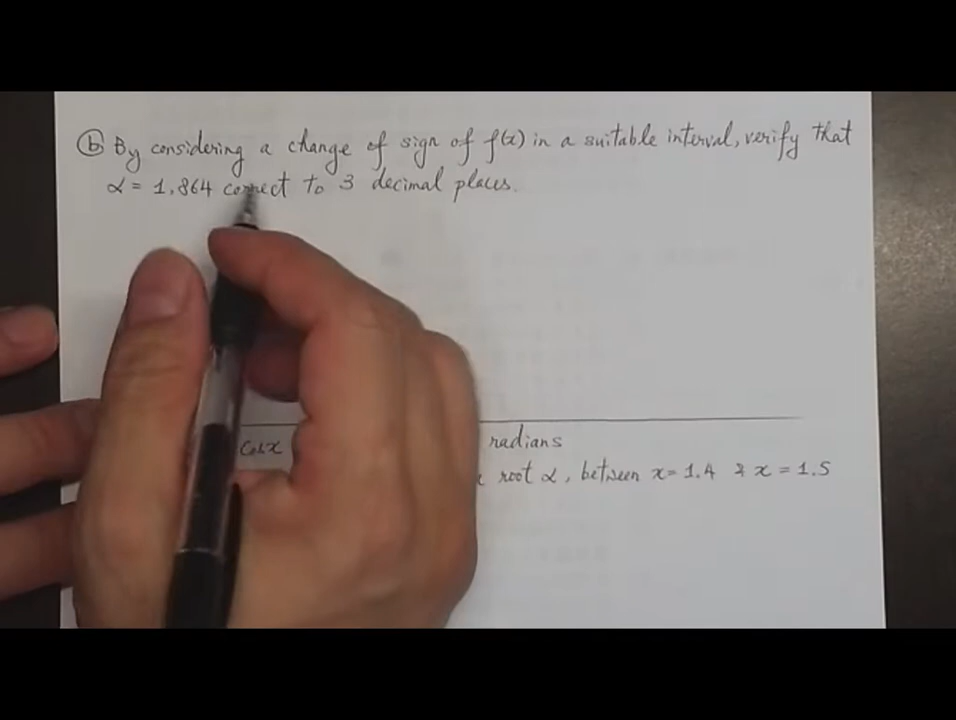 ⓑ By considering a change of sign of f(x) in a suitable interval, verify that
α = 1.864 correct to 3 decimal places.
cosx radians
root α, between x = 1.4 & x = 1.5